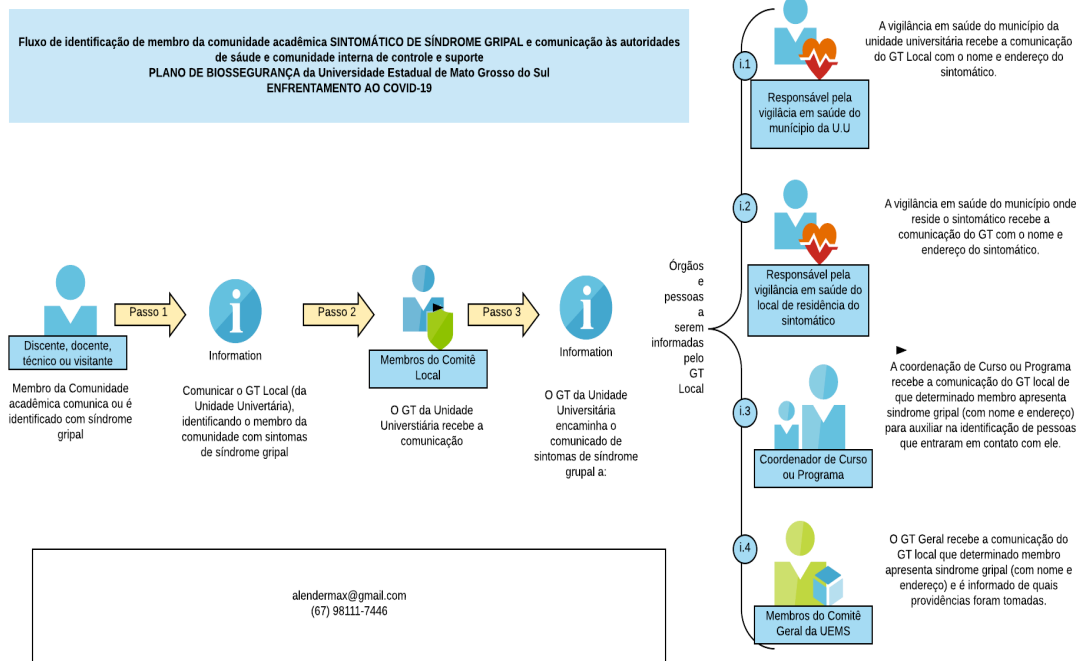 Fluxo de identificação de membro da comunidade acadêmica SINTOMÁTICO DE SÍNDROME GRIPAL e comunicação às autoridades
de sáude e comunidade interna de controle e suporte
PLANO DE BIOSSEGURANÇA da Universidade Estadual de Mato Grosso do Sul
ENFRENTAMENTO AO COVID-19
Discente, docente,
técnico ou visitante
Membro da Comunidade
acadêmica comunica ou é
identificado com síndrome
gripal
Passo 1
Information
Comunicar o GT Local (da
Unidade Univertária),
identificando o membro da
comunidade com sintomas
de síndrome gripal
Passo 2
Membros do Comitê
Local
O GT da Unidade
Universtiária recebe a
comunicação
Passo 3
Information
O GT da Unidade
Universitária
encaminha o
comunicado de
sintomas de síndrome
grupal a:
Órgãos
e
pessoas
a
serem
informadas
pelo
GT
Local
i.1
Responsável pela
vigilâcia em saúde do
munícipio da U.U
A vigilância em saúde do município da
unidade universitária recebe a comunicação
do GT Local com o nome e endereço do
sintomático.
i.2
Responsável pela
vigilância em saúde do
local de residência do
sintomático
A vigilância em saúde do município onde
reside o sintomático recebe a
comunicação do GT com o nome e
endereço do sintomático.
i.3
Coordenador de Curso
ou Programa
A coordenação de Curso ou Programa
recebe a comunicação do GT local de
que determinado membro apresenta
sindrome gripal (com nome e endereço)
para auxiliar na identificação de pessoas
que entraram em contato com ele.
i.4
Membros do Comitê
Geral da UEMS
O GT Geral recebe a comunicação do
GT local que determinado membro
apresenta sindrome gripal (com nome e
endereço) e é informado de quais
providências foram tomadas.
alendermax@gmail.com
(67) 98111-7446